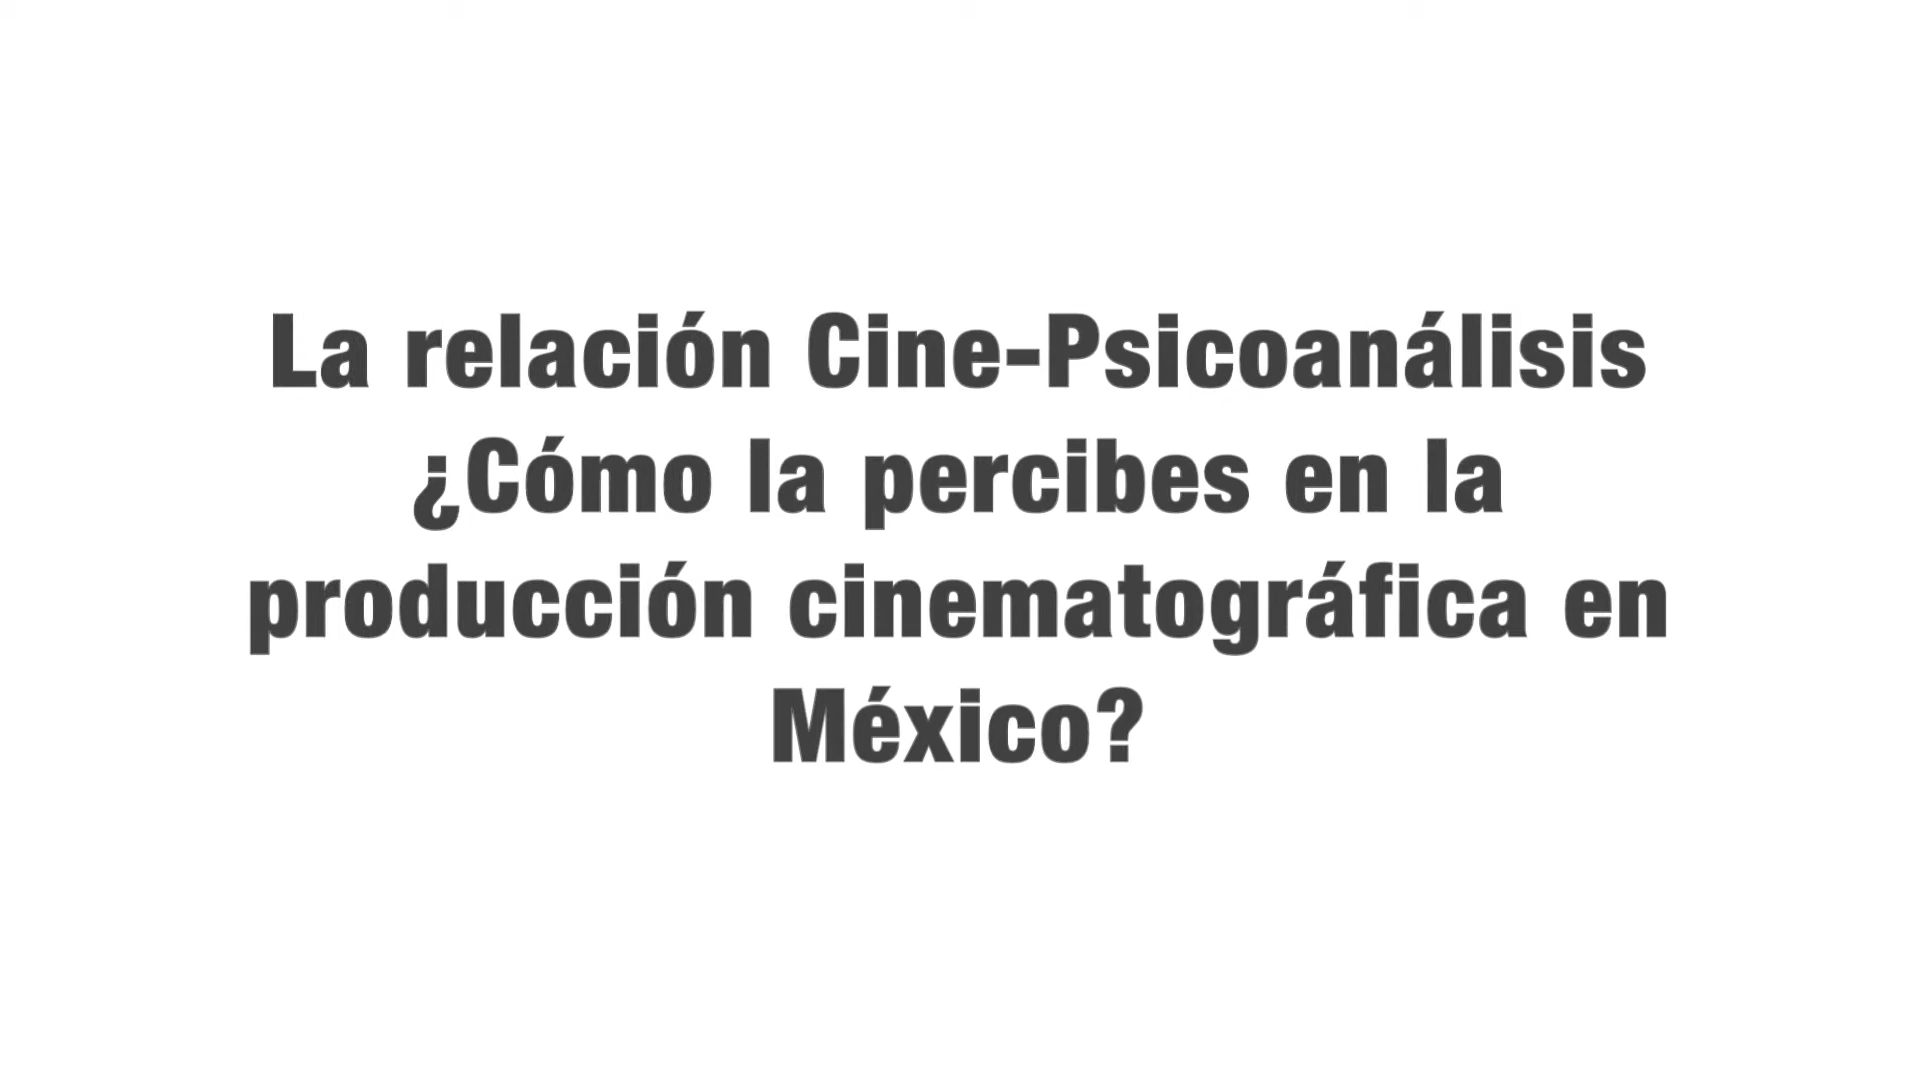 La relación Cine-Psicoanálisis
¿Cómo la percibes en la
producción cinematográfica en
México?